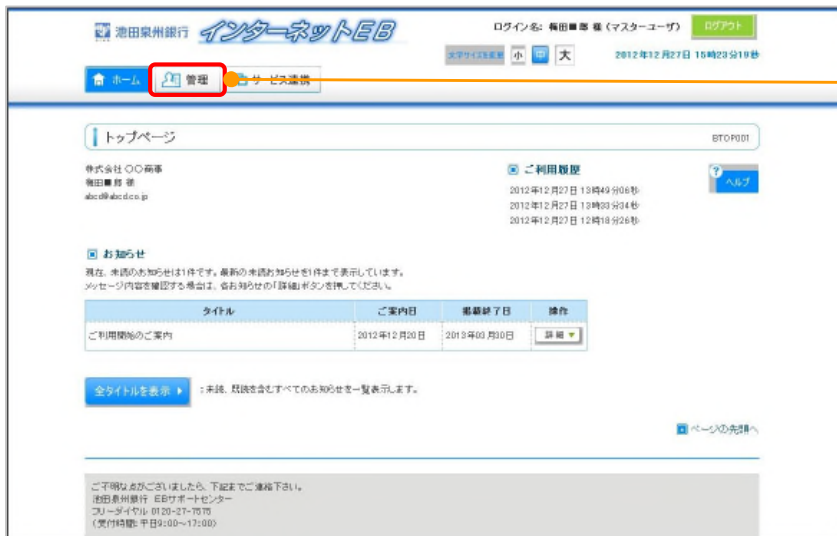 池田泉州銀行 インターネットEB
ログイン名: 梅田■郎 様 (マスターユーザ)
ログアウト
文字サイズを変更 小 中 大
2012年12月27日 15時23分19秒
ホーム 管理 サービス連携
トップページ
BTOP001
株式会社〇〇商事
梅田■郎 様
abcd@abcd.co.jp
ご利用履歴
2012年12月27日 13時49分06秒
2012年12月27日 13時33分34秒
2012年12月27日 12時18分26秒
ヘルプ
お知らせ
現在、未読のお知らせは1件です。最新の未読お知らせを1件まで表示しています。
メッセージ内容を確認する場合は、各お知らせの「詳細」ボタンを押してください。
タイトル ご案内日 掲載終了日 操作
ご利用開始のご案内 2012年12月20日 2013年03月30日 詳細
全タイトルを表示 :未読、既読を含むすべてのお知らせを一覧表示します。
ページの先頭へ
ご不明な点がございましたら、下記までご連絡下さい。
池田泉州銀行 EBサポートセンター
フリーダイヤル 0120-27-7575
(受付時間: 平日9:00〜17:00)